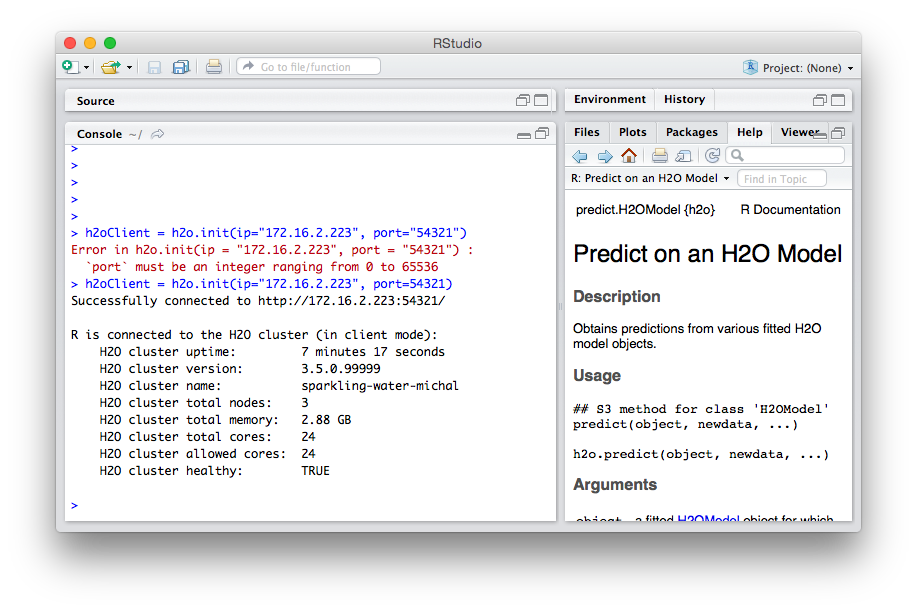 RStudio
Go to file/function
Project: (None)
Source
Console ~/
>
>
>
>
>
> h2oClient = h2o.init(ip="172.16.2.223", port="54321")
Error in h2o.init(ip = "172.16.2.223", port = "54321") :
  `port` must be an integer ranging from 0 to 65536
> h2oClient = h2o.init(ip="172.16.2.223", port=54321)
Successfully connected to http://172.16.2.223:54321/
R is connected to the H2O cluster (in client mode):
    H2O cluster uptime:         7 minutes 17 seconds
    H2O cluster version:        3.5.0.99999
    H2O cluster name:           sparkling-water-michal
    H2O cluster total nodes:    3
    H2O cluster total memory:   2.88 GB
    H2O cluster total cores:    24
    H2O cluster allowed cores:  24
    H2O cluster healthy:        TRUE
>
Environment History
Files Plots Packages Help Viewer
R: Predict on an H2O Model Find in Topic
predict.H2OModel {h2o} R Documentation
Predict on an H2O Model
Description
Obtains predictions from various fitted H2O
model objects.
Usage
## S3 method for class 'H2OModel'
predict(object, newdata, ...)
h2o.predict(object, newdata, ...)
Arguments
object a fitted H2OModel object for which